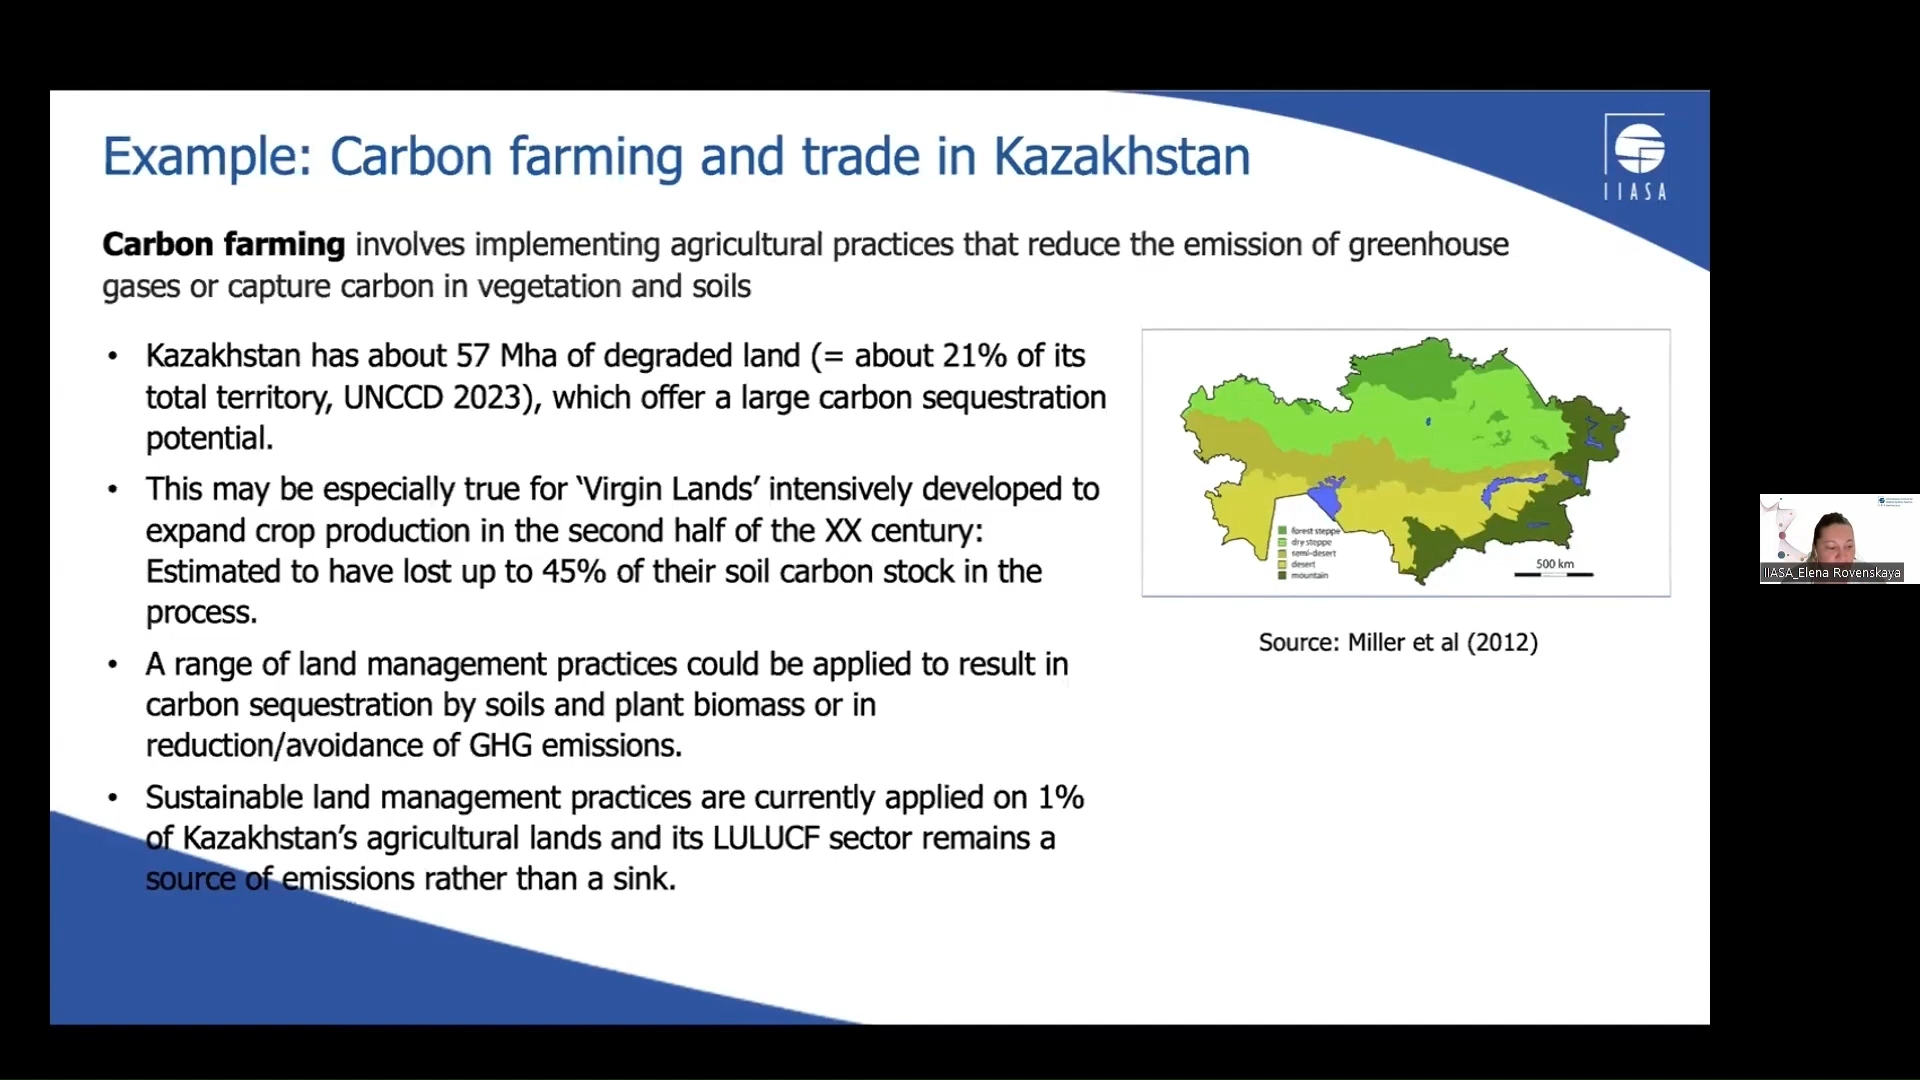 Example: Carbon farming and trade in Kazakhstan
IIASA
Carbon farming involves implementing agricultural practices that reduce the emission of greenhouse
gases or capture carbon in vegetation and soils
• Kazakhstan has about 57 Mha of degraded land (= about 21% of its
total territory, UNCCD 2023), which offer a large carbon sequestration
potential.
• This may be especially true for ‘Virgin Lands’ intensively developed to
expand crop production in the second half of the XX century:
Estimated to have lost up to 45% of their soil carbon stock in the
process.
• A range of land management practices could be applied to result in
carbon sequestration by soils and plant biomass or in
reduction/avoidance of GHG emissions.
• Sustainable land management practices are currently applied on 1%
of Kazakhstan’s agricultural lands and its LULUCF sector remains a
source of emissions rather than a sink.
forest steppe
dry steppe
semi-desert
desert
mountain
500 km
Source: Miller et al (2012)
IIASA_Elena Rovenskaya